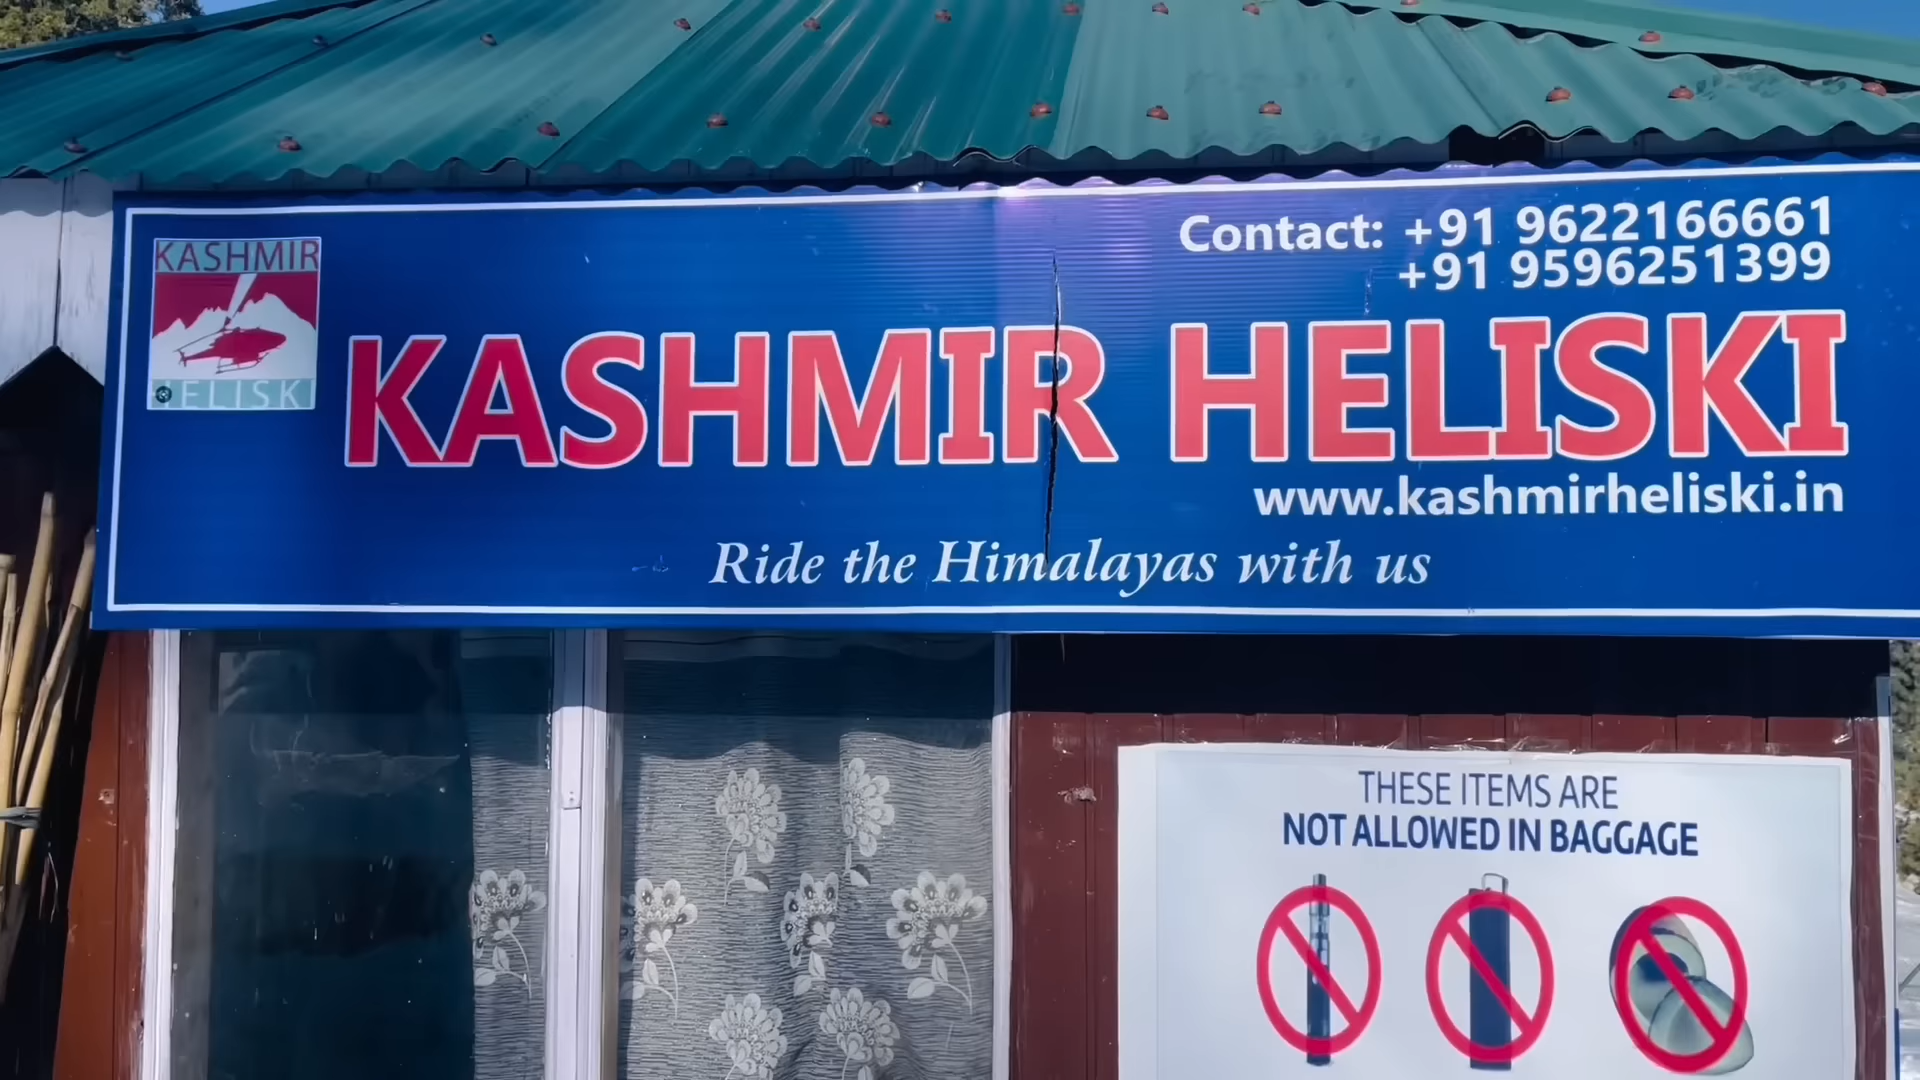 KASHMIR
HELISKI
Contact: +91 9622166661
+91 9596251399
KASHMIR HELISKI
www.kashmirheliski.in
Ride the Himalayas with us
THESE ITEMS ARE
NOT ALLOWED IN BAGGAGE